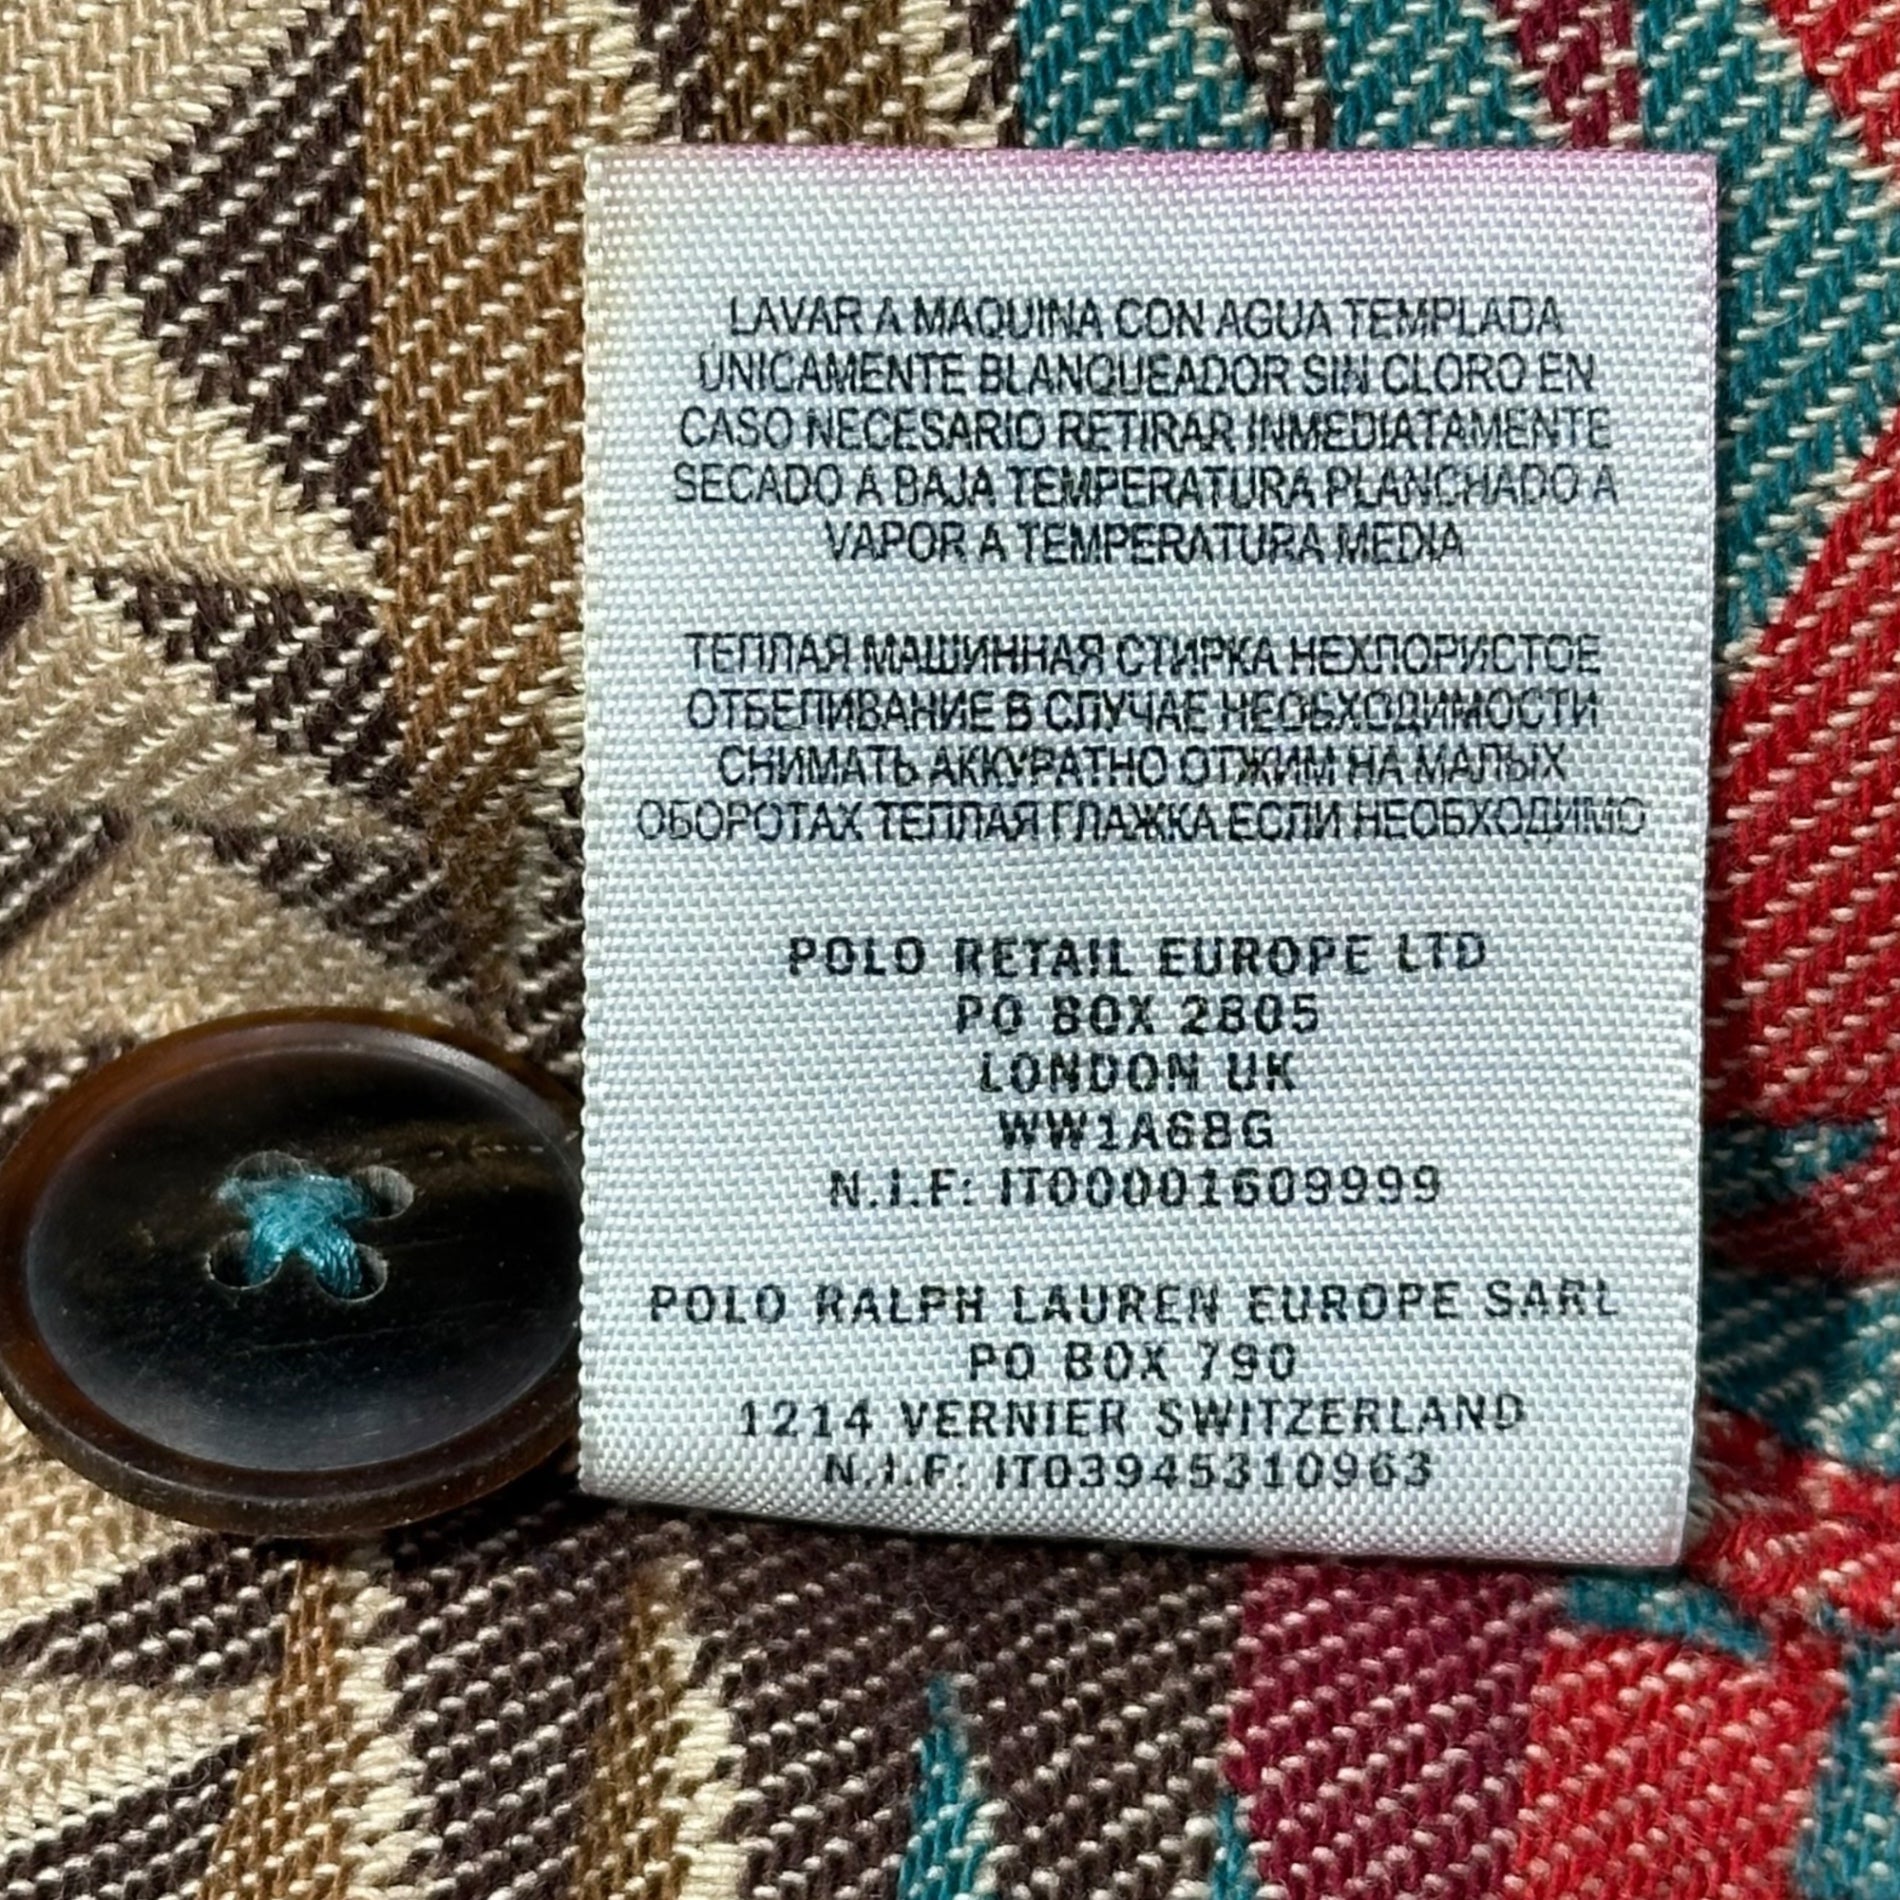 LAVAR A MAQUINA CON AGUA TEMPLADA
ÚNICAMENTE BLANQUEADOR SIN CLORO EN
CASO NECESARIO RETIRAR INMEDIATAMENTE
SECADO A BAJA TEMPERATURA PLANCHADO A
VAPOR A TEMPERATURA MEDIA
ТЕПЛАЯ МАШИННАЯ СТИРКА НЕХЛОРИСТОЕ
ОТБЕЛИВАНИЕ В СЛУЧАЕ НЕОБХОДИМОСТИ
СНИМАТЬ АККУРАТНО ОТЖИМ НА МАЛЫХ
ОБОРОТАХ ТЕПЛАЯ ГЛАЖКА ЕСЛИ НЕОБХОДИМО
POLO RETAIL EUROPE LTD
PO BOX 2805
LONDON UK
WW1A6BG
N.I.F: IT00001609999
POLO RALPH LAUREN EUROPE SARL
PO BOX 790
1214 VERNIER SWITZERLAND
N.I.F: IT03945310963